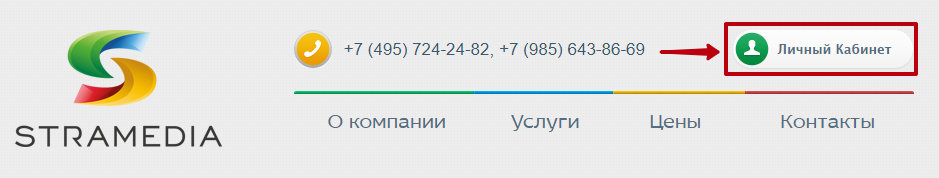 +7 (495) 724-24-82, +7 (985) 643-86-69
Личный Кабинет
STRAMEDIA
О компании
Услуги
Цены
Контакты